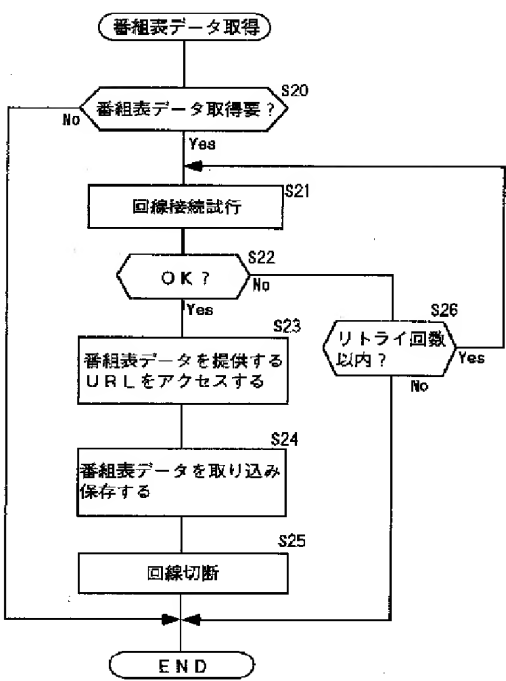 番組表データ取得
S20
番組表データ取得要？
No
Yes
S21
回線接続試行
S22
ＯＫ？
No
Yes
S26
リトライ回数
以内？
Yes
No
S23
番組表データを提供する
ＵＲＬをアクセスする
S24
番組表データを取り込み
保存する
S25
回線切断
ＥＮＤ